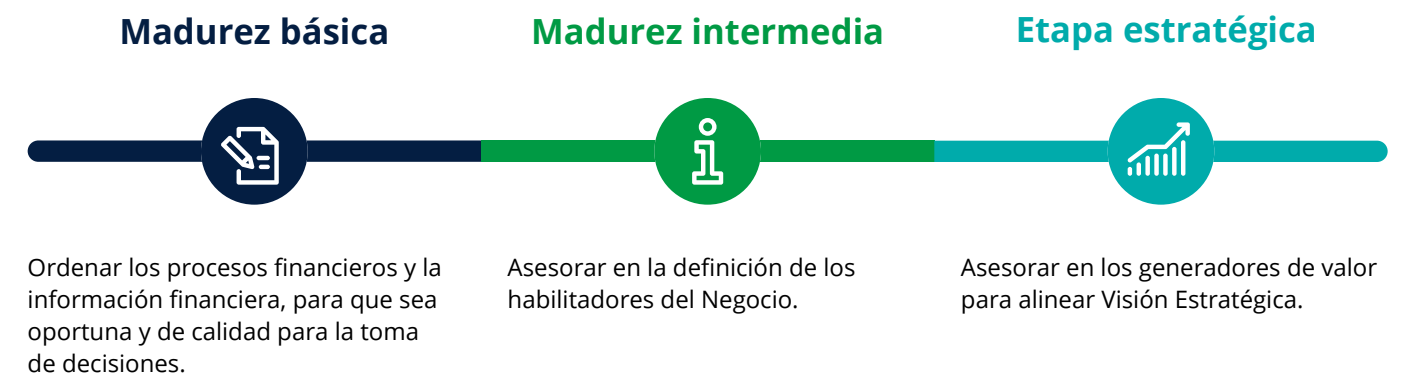 Madurez básica
Madurez intermedia
Etapa estratégica
Ordenar los procesos financieros y la
información financiera, para que sea
oportuna y de calidad para la toma
de decisiones.
Asesorar en la definición de los
habilitadores del Negocio.
Asesorar en los generadores de valor
para alinear Visión Estratégica.